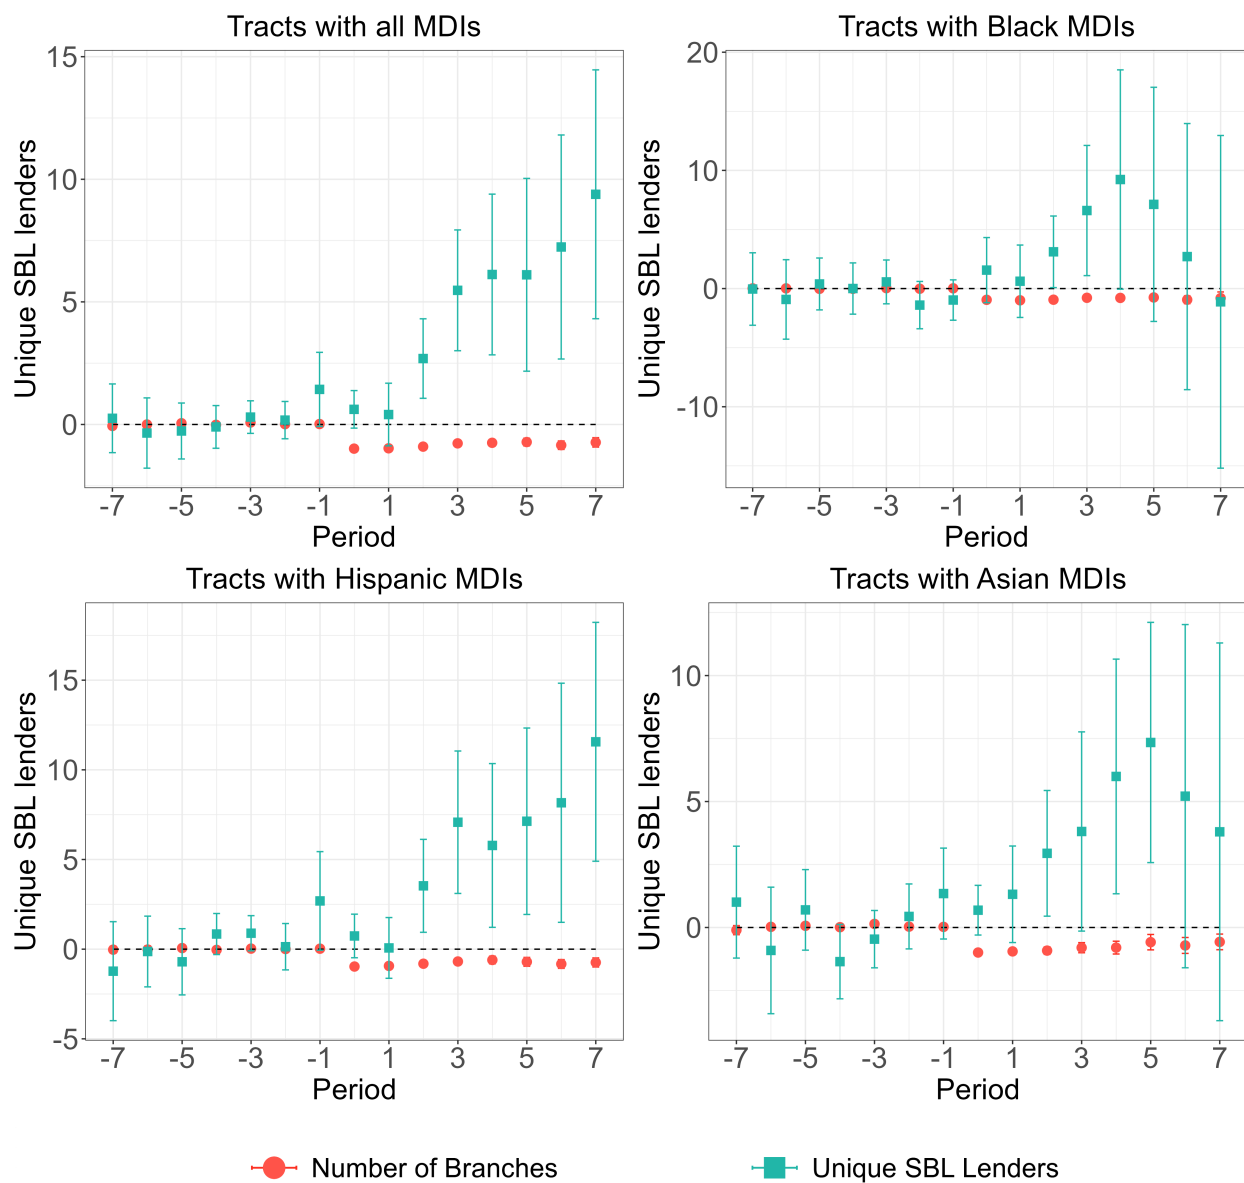 Tracts with all MDIs
Unique SBL lenders
15
10
5
0
-7 -5 -3 -1 1 3 5 7
Period
Tracts with Black MDIs
Unique SBL lenders
20
10
0
-10
-7 -5 -3 -1 1 3 5 7
Period
Tracts with Hispanic MDIs
Unique SBL lenders
15
10
5
0
-5
-7 -5 -3 -1 1 3 5 7
Period
Tracts with Asian MDIs
Unique SBL lenders
10
5
0
-7 -5 -3 -1 1 3 5 7
Period
Number of Branches
Unique SBL Lenders